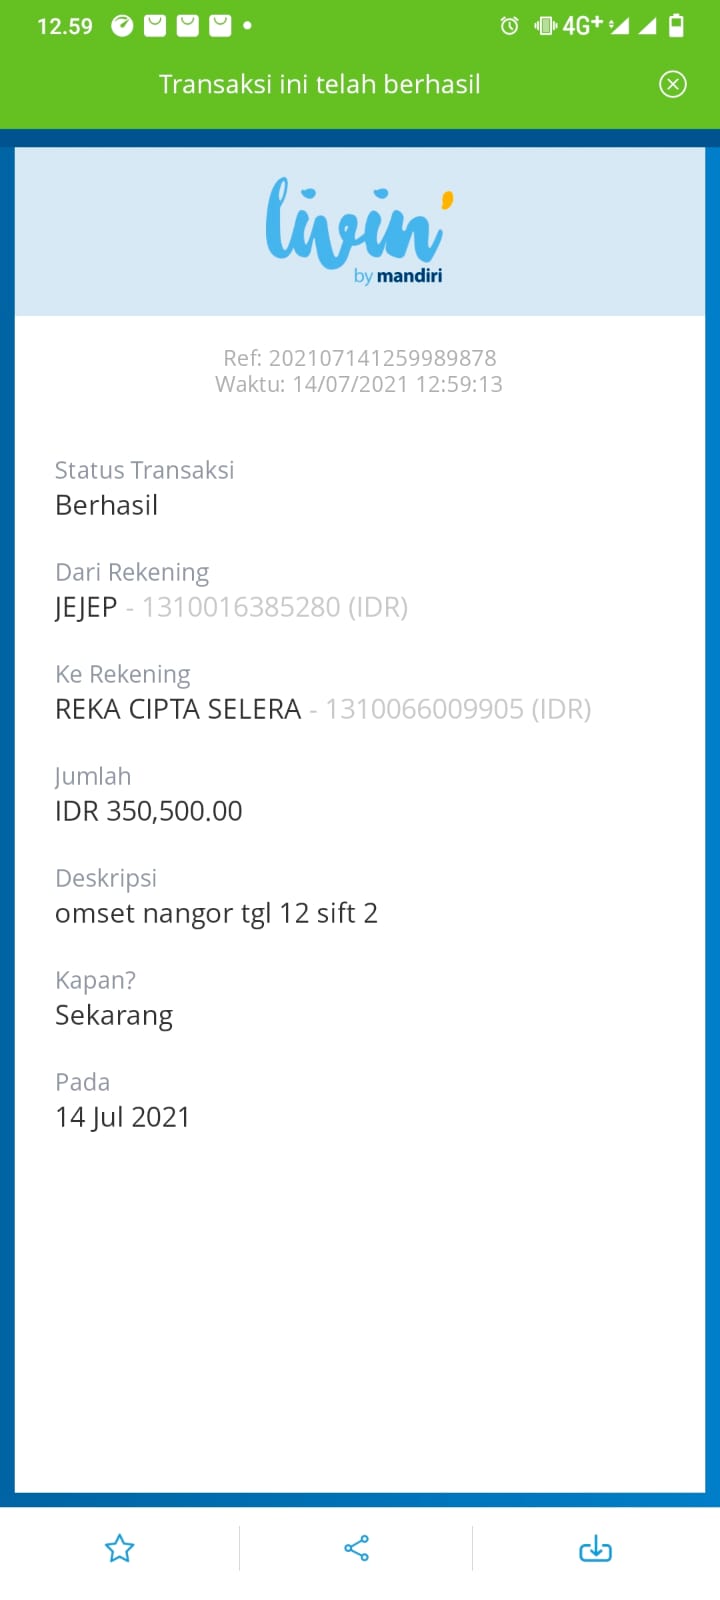 12.59
4G+
Transaksi ini telah berhasil
livin'
by mandiri
Ref: 202107141259989878
Waktu: 14/07/2021 12:59:13
Status Transaksi
Berhasil
Dari Rekening
JEJEP - 1310016385280 (IDR)
Ke Rekening
REKA CIPTA SELERA - 1310066009905 (IDR)
Jumlah
IDR 350,500.00
Deskripsi
omset nangor tgl 12 sift 2
Kapan?
Sekarang
Pada
14 Jul 2021